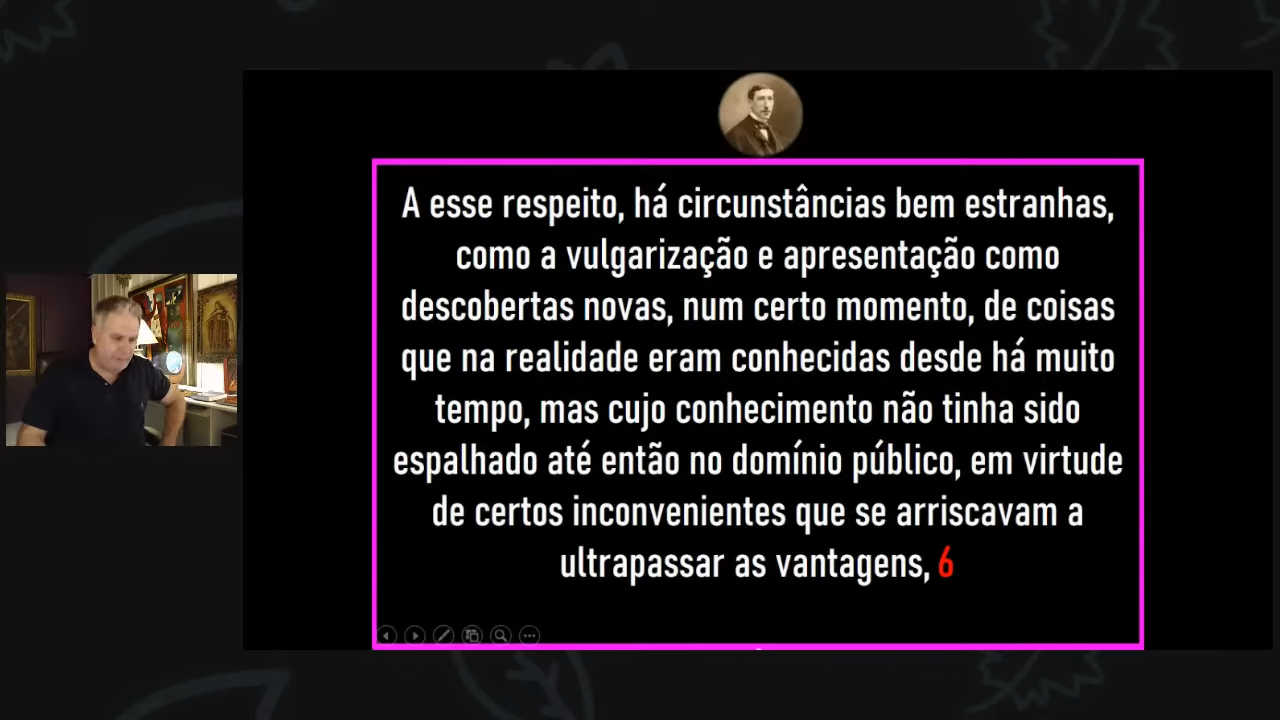 A esse respeito, há circunstâncias bem estranhas,
como a vulgarização e apresentação como
descobertas novas, num certo momento, de coisas
que na realidade eram conhecidas desde há muito
tempo, mas cujo conhecimento não tinha sido
espalhado até então no domínio público, em virtude
de certos inconvenientes que se arriscavam a
ultrapassar as vantagens, 6